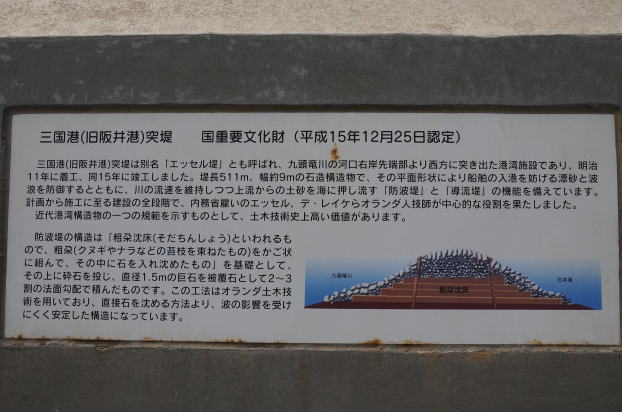 三国港(旧阪井港)突堤　国重要文化財（平成15年12月25日認定）
三国港(旧阪井港)突堤は別名「エッセル堤」とも呼ばれ、九頭竜川の河口右岸先端部より西方に突き出た港湾施設であり、明治
11年に着工、同15年に竣工しました。堤長511m、幅約9mの石造構造物で、その平面形状により船舶の入港を妨げる漂砂と波
浪を防御するとともに、川の流速を維持しつつ上流からの土砂を海に押し流す「防波堤」と「導流堤」の機能を備えています。
計画から施工に至る建設の全段階で、内務省雇いのエッセル、デ・レイケらオランダ人技師が中心的な役割を果たしました。
近代港湾構造物の一つの規範を示すものとして、土木技術史上高い価値があります。
防波堤の構造は「粗朶沈床(そだちんしょう)といわれるも
ので、粗朶(クヌギやナラなどの苔枝を束ねたもの)をかご状
に組んで、その中に石を入れ沈めたもの」を基礎として、
その上に砕石を投じ、直径1.5mの巨石を被覆石として2～3
割の法面勾配で積んだものです。この工法はオランダ土木技
術を用いており、直接石を沈める方法より、波の影響を受け
にくく安定した構造になっています。
九頭竜川
日本海
粗朶沈床